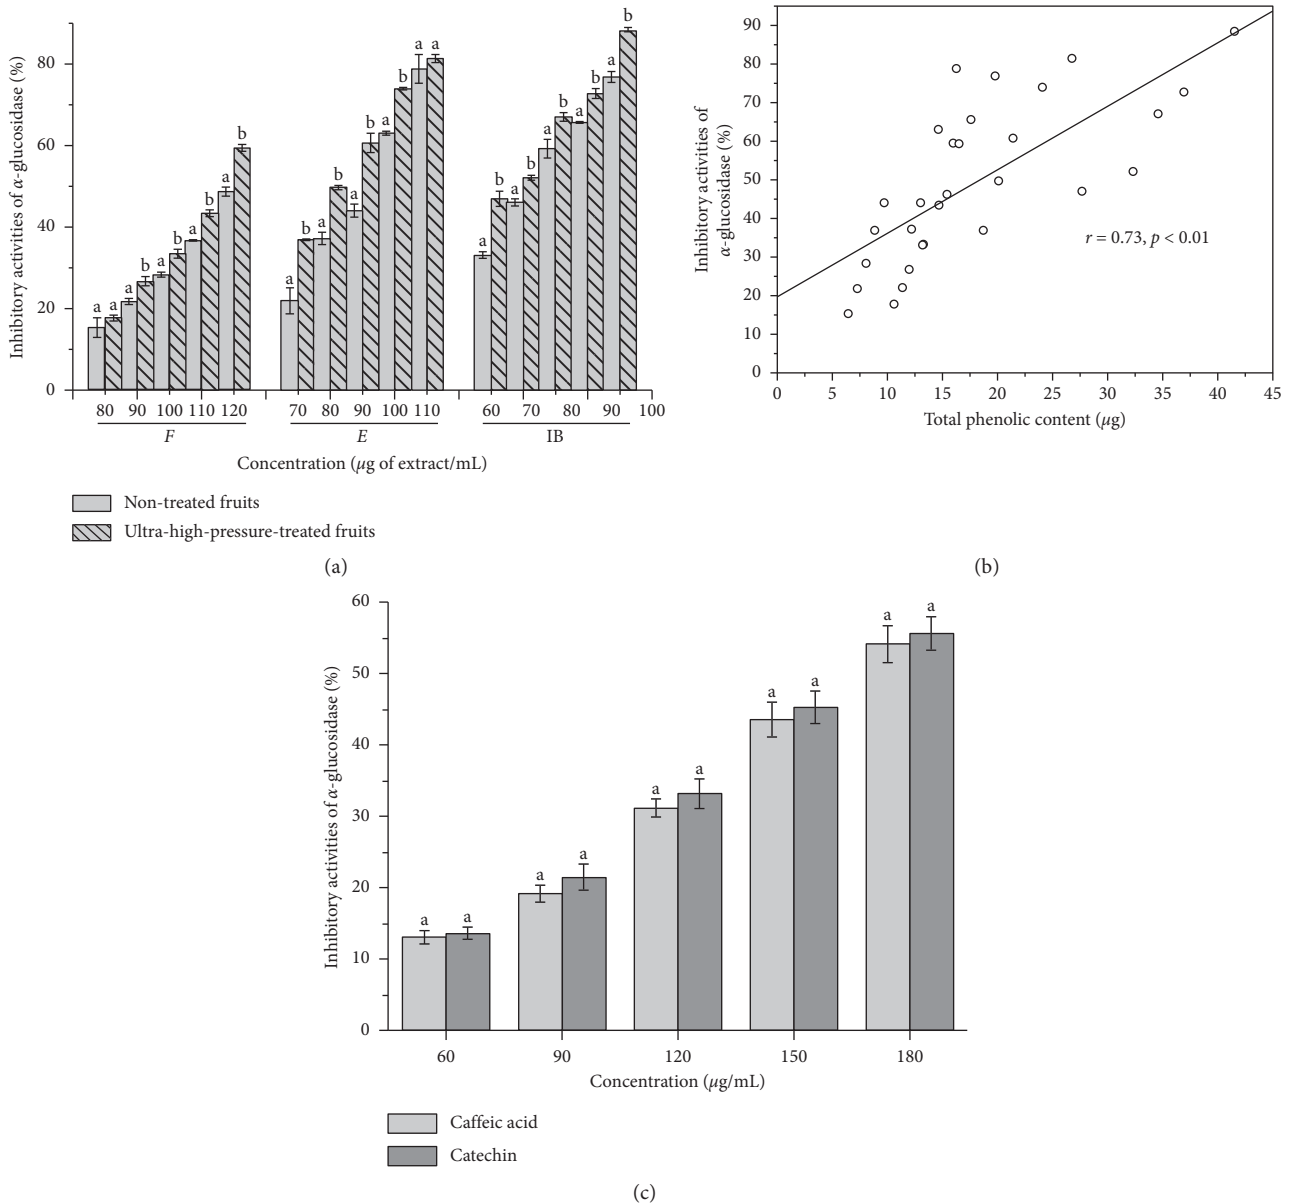 Inhibitory activities of α-glucosidase (%)
80
60
40
20
0
a a a b a b a b a b
a b a b a b a b a a
a b a b a b a b a b
80 90 100 110 120
70 80 90 100 110
60 70 80 90 100
F E IB
Concentration (μg of extract/mL)
Non-treated fruits
Ultra-high-pressure-treated fruits
(a)
Inhibitory activities of
α-glucosidase (%)
90
80
70
60
50
40
30
20
10
0
r = 0.73, p < 0.01
0 5 10 15 20 25 30 35 40 45
Total phenolic content (μg)
(b)
Inhibitory activities of α-glucosidase (%)
60
50
40
30
20
10
0
a a a a a a a a a a
60 90 120 150 180
Concentration (μg/mL)
Caffeic acid
Catechin
(c)